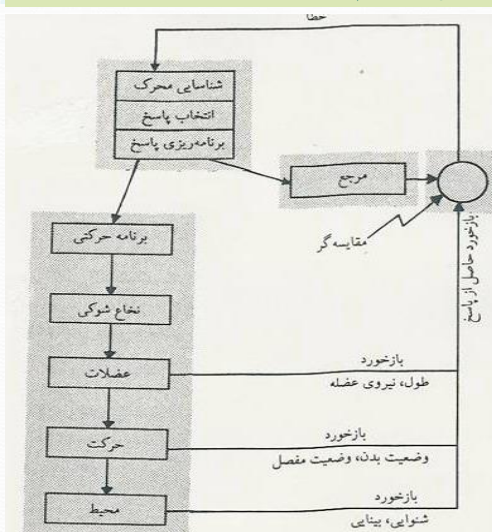 خطا
شناسایی محرک
انتخاب پاسخ
برنامه‌ریزی پاسخ
مرجع
مقایسه‌گر
بازخورد حاصل از پاسخ
برنامه حرکتی
نخاع شوکی
عضلات
بازخورد
طول، نیروی عضله
حرکت
بازخورد
وضعیت بدن، وضعیت مفصل
محیط
بازخورد
شنوایی، بینایی